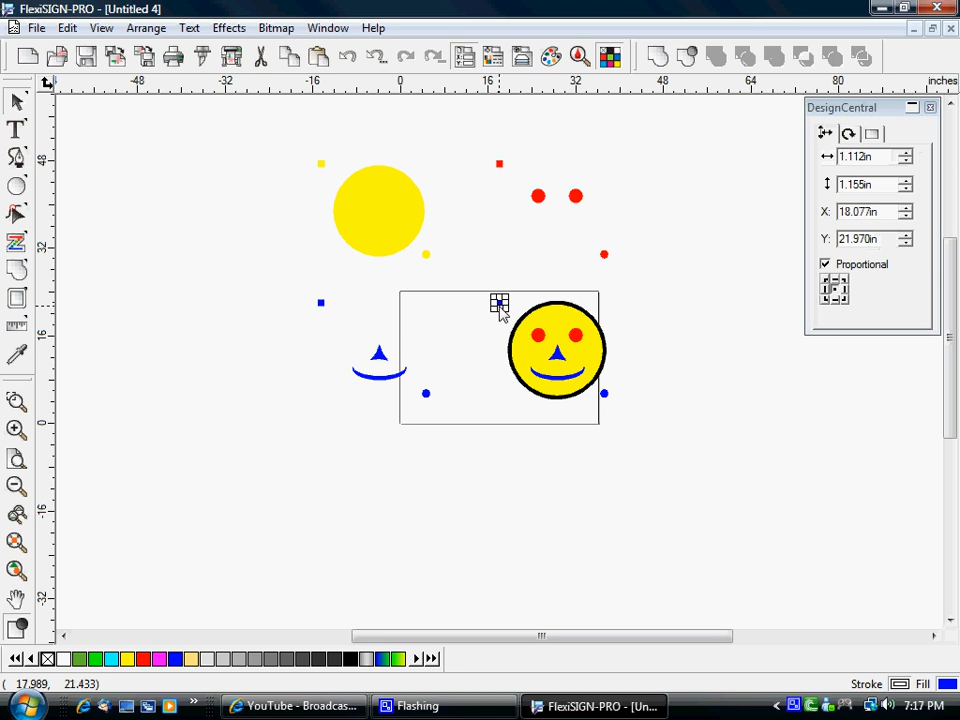 FlexiSIGN-PRO - [Untitled 4]
File Edit View Arrange Text Effects Bitmap Window Help
-48 -32 -16 0 16 32 48 64 80 inches
DesignCentral
1.112in
1.155in
X: 18.077in
Y: 21.970in
Proportional
48
32
16
0
-16
-32
( 17.989, 21.433)
Stroke Fill
YouTube - Broadcas...
Flashing
FlexiSIGN-PRO - [Un...
7:17 PM